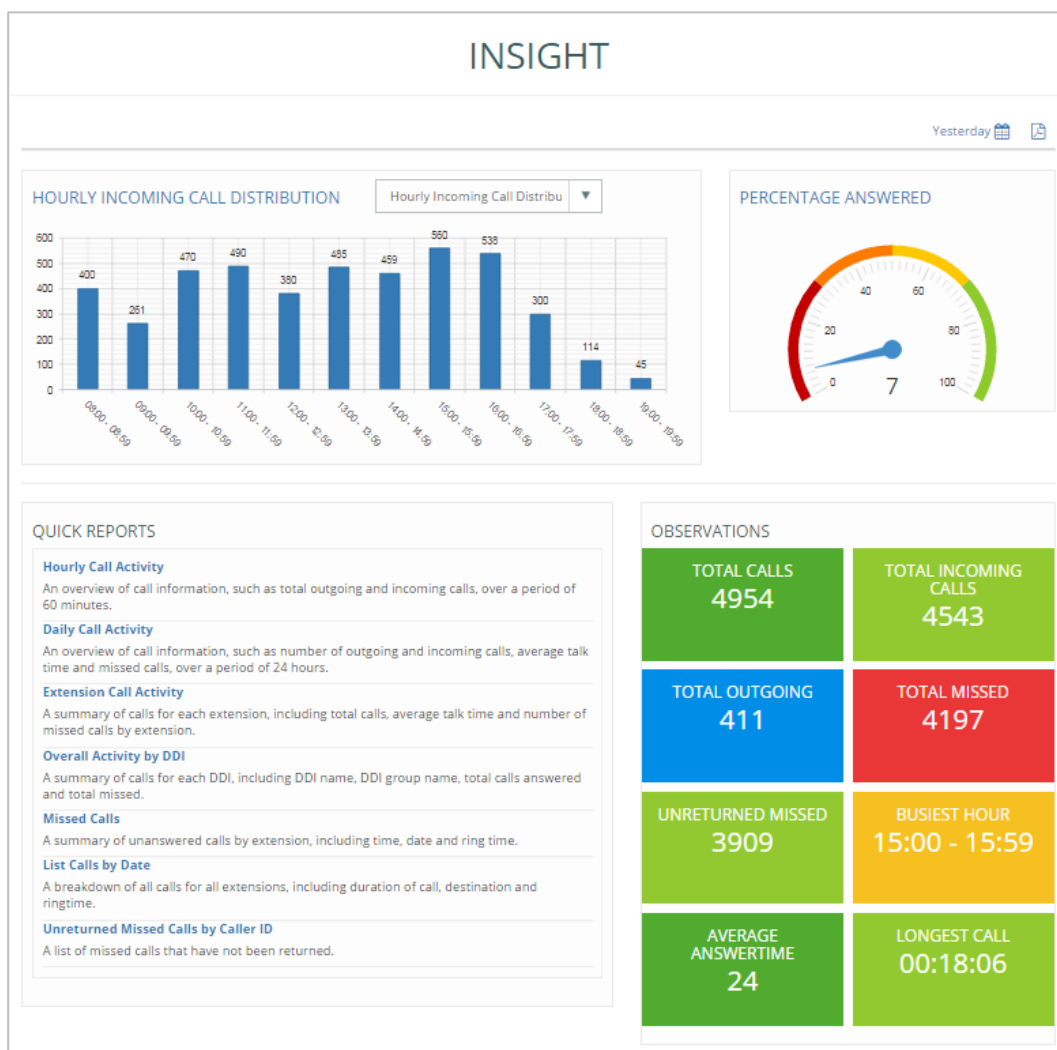 INSIGHT
Yesterday
HOURLY INCOMING CALL DISTRIBUTION
Hourly Incoming Call Distribu
600
500
400
300
200
100
0
400
261
470
490
380
485
459
560
538
300
114
45
08:00 - 08:59
09:00 - 09:59
10:00 - 10:59
11:00 - 11:59
12:00 - 12:59
13:00 - 13:59
14:00 - 14:59
15:00 - 15:59
16:00 - 16:59
17:00 - 17:59
18:00 - 18:59
19:00 - 19:59
PERCENTAGE ANSWERED
0
20
40
60
80
100
7
QUICK REPORTS
Hourly Call Activity
An overview of call information, such as total outgoing and incoming calls, over a period of
60 minutes.
Daily Call Activity
An overview of call information, such as number of outgoing and incoming calls, average talk
time and missed calls, over a period of 24 hours.
Extension Call Activity
A summary of calls for each extension, including total calls, average talk time and number of
missed calls by extension.
Overall Activity by DDI
A summary of calls for each DDI, including DDI name, DDI group name, total calls answered
and total missed.
Missed Calls
A summary of unanswered calls by extension, including time, date and ring time.
List Calls by Date
A breakdown of all calls for all extensions, including duration of call, destination and
ringtime.
Unreturned Missed Calls by Caller ID
A list of missed calls that have not been returned.
OBSERVATIONS
TOTAL CALLS
4954
TOTAL INCOMING
CALLS
4543
TOTAL OUTGOING
411
TOTAL MISSED
4197
UNRETURNED MISSED
3909
BUSIEST HOUR
15:00 - 15:59
AVERAGE
ANSWERTIME
24
LONGEST CALL
00:18:06